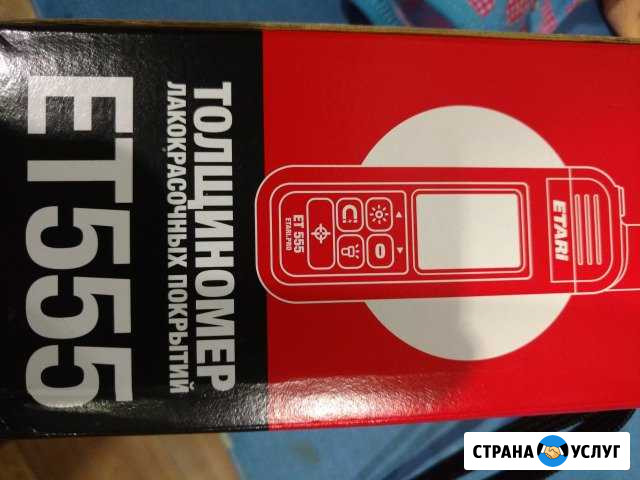 ТОЛЩИНОМЕР
ЛАКОКРАСОЧНЫХ ПОКРЫТИЙ
ET555
ETARI
ET 555
ETARI.PRO
СТРАНА УСЛУГ